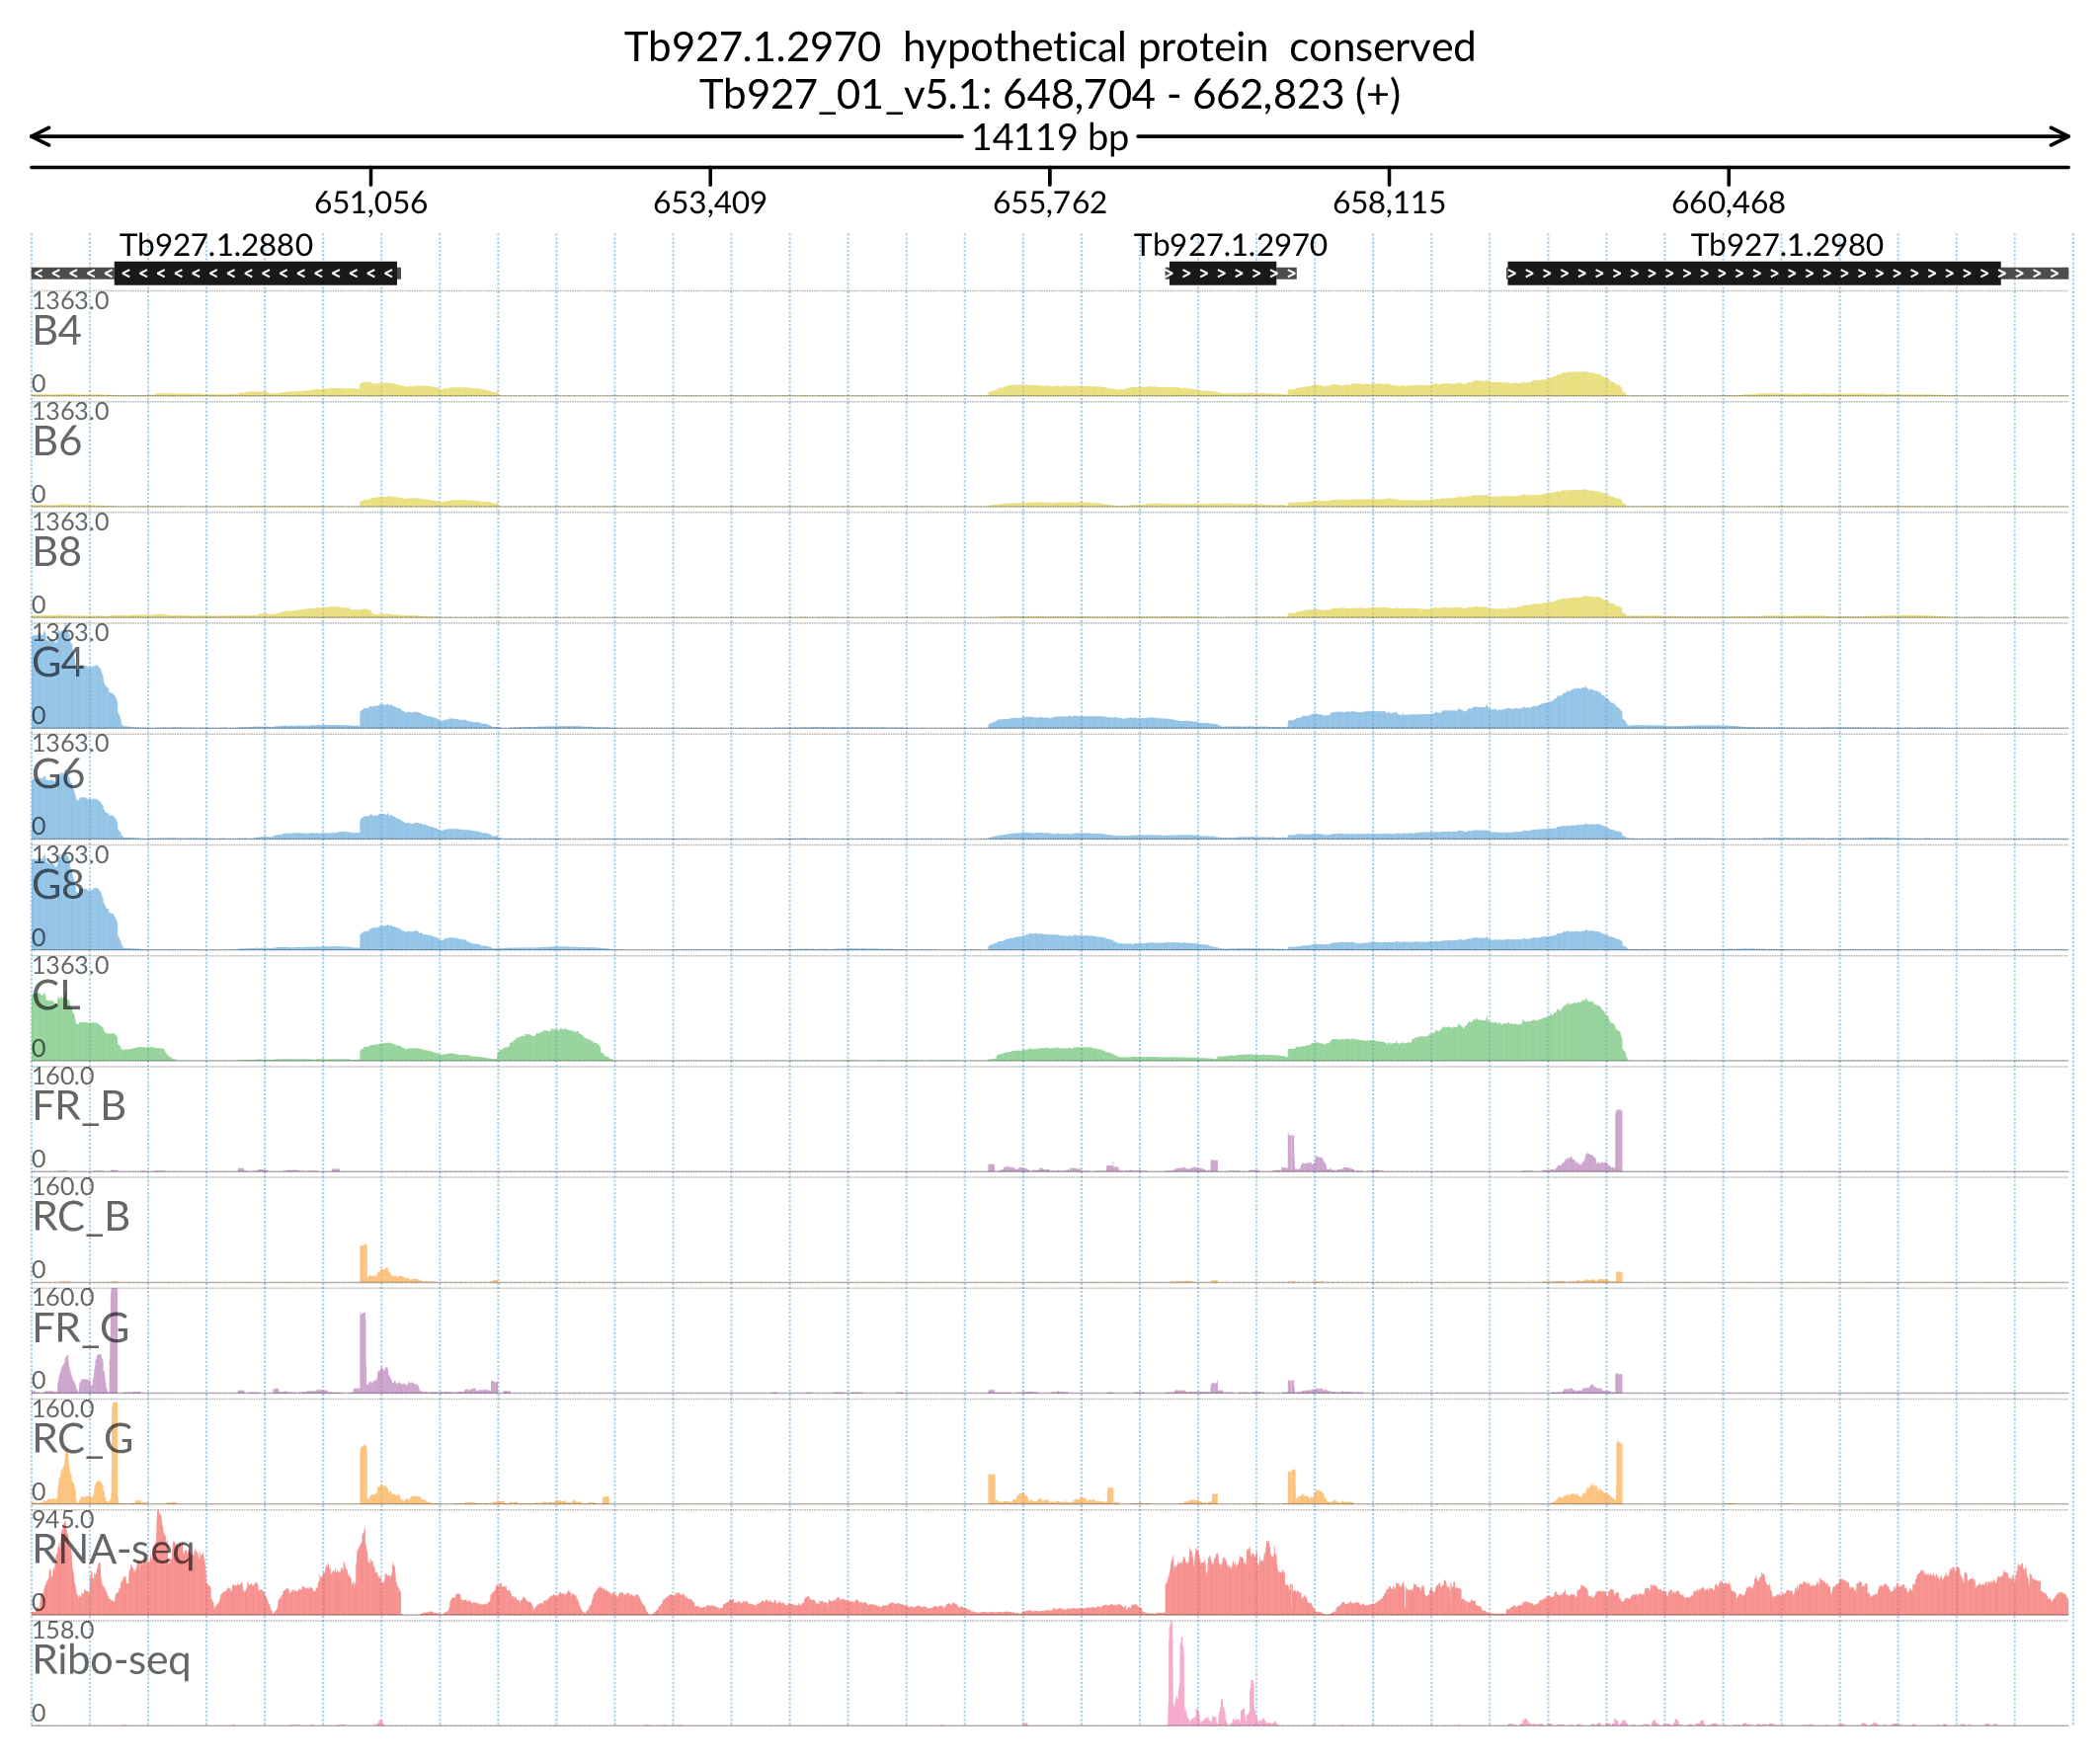 Tb927.1.2970 hypothetical protein conserved
Tb927_01_v5.1: 648,704 - 662,823 (+)
14119 bp
651,056 653,409 655,762 658,115 660,468
Tb927.1.2880 Tb927.1.2970 Tb927.1.2980
1363.0
B4
0
1363.0
B6
0
1363.0
B8
0
1363.0
G4
0
1363.0
G6
0
1363.0
G8
0
1363.0
CL
0
160.0
FR_B
0
160.0
RC_B
0
160.0
FR_G
0
160.0
RC_G
0
945.0
RNA-seq
0
158.0
Ribo-seq
0